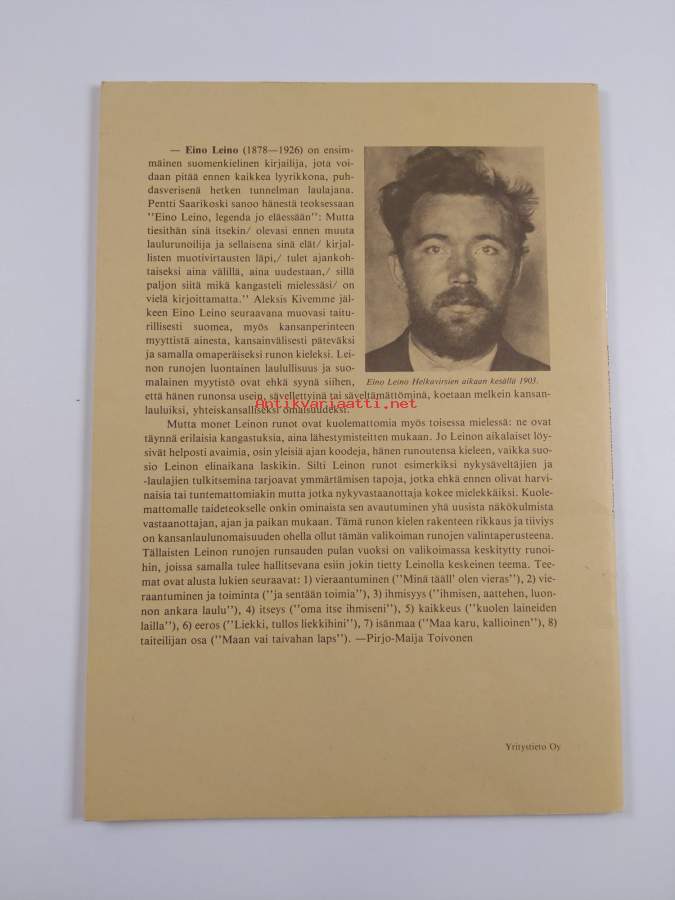 — Eino Leino (1878—1926) on ensim-
mäinen suomenkielinen kirjailija, jota voi-
daan pitää ennen kaikkea lyyrikkona, puh-
dasverisenä hetken tunnelman laulajana.
Pentti Saarikoski sanoo hänestä teoksessaan
''Eino Leino, legenda jo eläessään'': Mutta
tiesithän sinä itsekin/ olevasi ennen muuta
laulurunoilija ja sellaisena sinä elät/ kirjal-
listen muotivirtausten läpi,/ tulet ajankoh-
taiseksi aina välillä, aina uudestaan,/ sillä
paljon siitä mikä kangasteli mielessäsi/ on
vielä kirjoittamatta.'' Aleksis Kivemme jäl-
keen Eino Leino seuraavana muovasi taitu-
rillisesti suomea, myös kansanperinteen
myyttistä ainesta, kansainvälisesti päteväksi
ja samalla omaperäiseksi runon kieleksi. Lei-
non runojen luontainen laulullisuus ja suo-
malainen myytistö ovat ehkä syynä siihen,
Eino Leino Helkavirsien aikaan kesällä 1903.
että hänen runonsa usein, sävellettyinä tai säveltämättöminä, koetaan melkein kansan-
lauluiksi, yhteiskansalliseksi omaisuudeksi.
Antikvariaatti.net
Mutta monet Leinon runot ovat kuolemattomia myös toisessa mielessä: ne ovat
täynnä erilaisia kangastuksia, aina lähestymisteitten mukaan. Jo Leinon aikalaiset löy-
sivät helposti avaimia, osin yleisiä ajan koodeja, hänen runoutensa kieleen, vaikka suo-
sio Leinon elinaikana laskikin. Silti Leinon runot esimerkiksi nykysäveltäjien ja
-laulajien tulkitsemina tarjoavat ymmärtämisen tapoja, jotka ehkä ennen olivat harvi-
naisia tai tuntemattomiakin mutta jotka nykyvastaanottaja kokee mielekkäiksi. Kuole-
mattomalle taideteokselle onkin ominaista sen avautuminen yhä uusista näkökulmista
vastaanottajan, ajan ja paikan mukaan. Tämä runon kielen rakenteen rikkaus ja tiiviys
on kansanlaulunomaisuuden ohella ollut tämän valikoiman runojen valintaperusteena.
Tällaisten Leinon runojen runsauden pulan vuoksi on valikoimassa keskitytty runoi-
hin, joissa samalla tulee hallitsevana esiin jokin tietty Leinolla keskeinen teema. Tee-
mat ovat alusta lukien seuraavat: 1) vieraantuminen (''Minä tääll' olen vieras''), 2) vie-
raantuminen ja toiminta (''ja sentään toimia''), 3) ihmisyys (''ihmisen, aattehen, luon-
non ankara laulu''), 4) itseys (''oma itse ihmiseni''), 5) kaikkeus (''kuolen laineiden
lailla''), 6) eeros (''Liekki, tullos liekkihini''), 7) isänmaa (''Maa karu, kallioinen''), 8)
taiteilijan osa (''Maan vai taivahan laps''). —Pirjo-Maija Toivonen
Yritystieto Oy